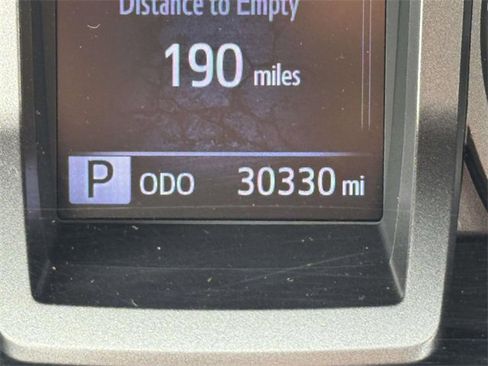 Distance to Empty
190 miles
P ODO 30330 mi